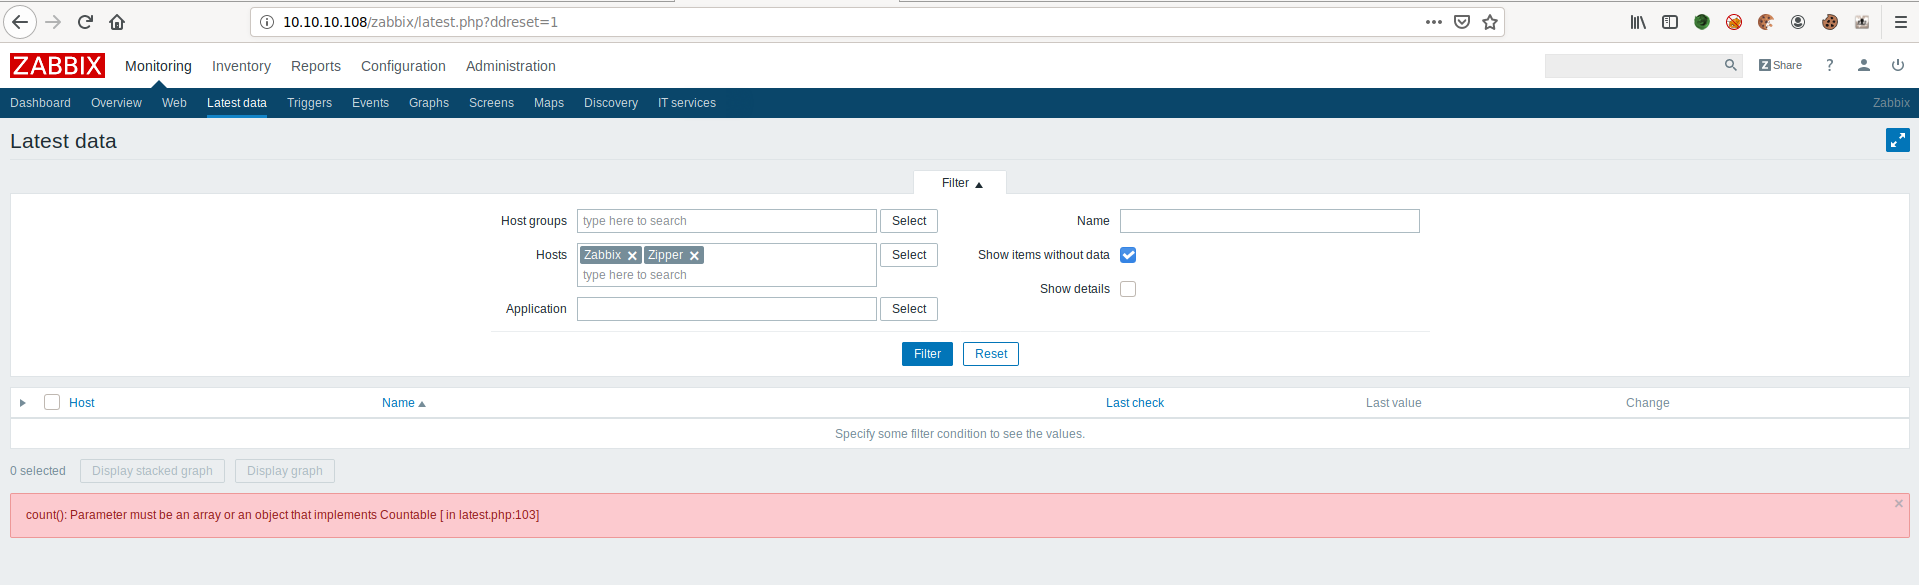 10.10.10.108/zabbix/latest.php?ddreset=1
ZABBIX Monitoring Inventory Reports Configuration Administration Z Share ?
Dashboard Overview Web Latest data Triggers Events Graphs Screens Maps Discovery IT services Zabbix
Latest data
Filter
Host groups type here to search Select Name
Hosts Zabbix Zipper Select Show items without data
type here to search
Show details
Application Select
Filter Reset
Host Name Last check Last value Change
Specify some filter condition to see the values.
0 selected Display stacked graph Display graph
count(): Parameter must be an array or an object that implements Countable [ in latest.php:103]